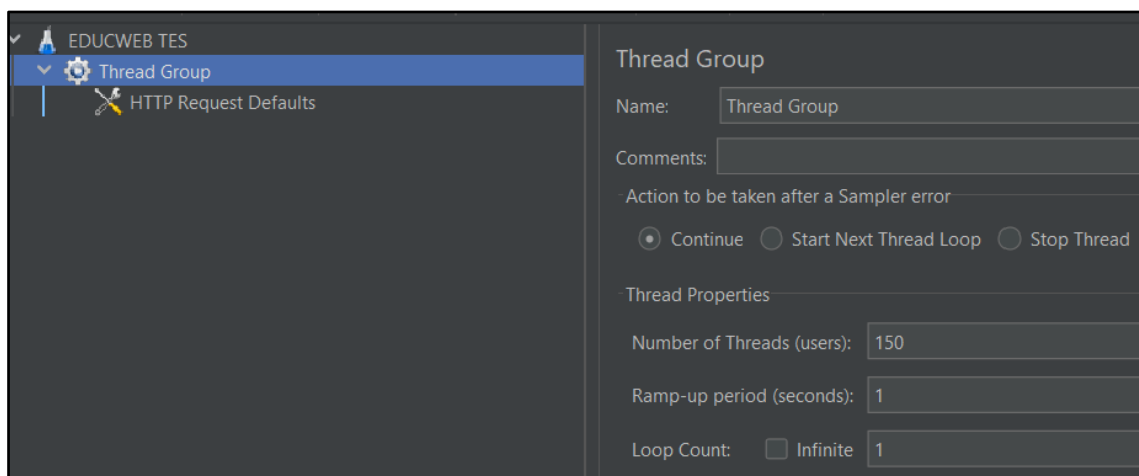 EDUCWEB TES
Thread Group
HTTP Request Defaults
Thread Group
Name: Thread Group
Comments:
Action to be taken after a Sampler error
Continue Start Next Thread Loop Stop Thread
Thread Properties
Number of Threads (users): 150
Ramp-up period (seconds): 1
Loop Count: Infinite 1